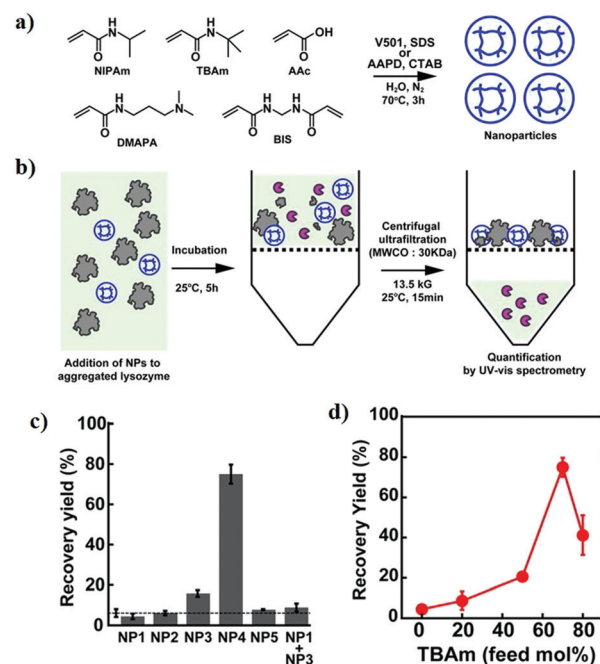 a)
O
N
H
NIPAm
O
N
H
TBAm
O
OH
AAc
O
H
N
N
DMAPA
O
H
N
H
N
O
BIS
V501, SDS
or
AAPD, CTAB
H₂O, N₂
70°C, 3h
Nanoparticles
b)
Addition of NPs to
aggregated lysozyme
Incubation
25°C, 5h
Centrifugal
ultrafiltration
(MWCO : 30KDa)
13.5 kG
25°C, 15min
Quantification
by UV-vis spectrometry
c)
Recovery yield (%)
100
80
60
40
20
0
NP1 NP2 NP3 NP4 NP5 NP1
+
NP3
d)
Recovery Yield (%)
100
80
60
40
20
0
0 20 40 60 80
TBAm (feed mol%)